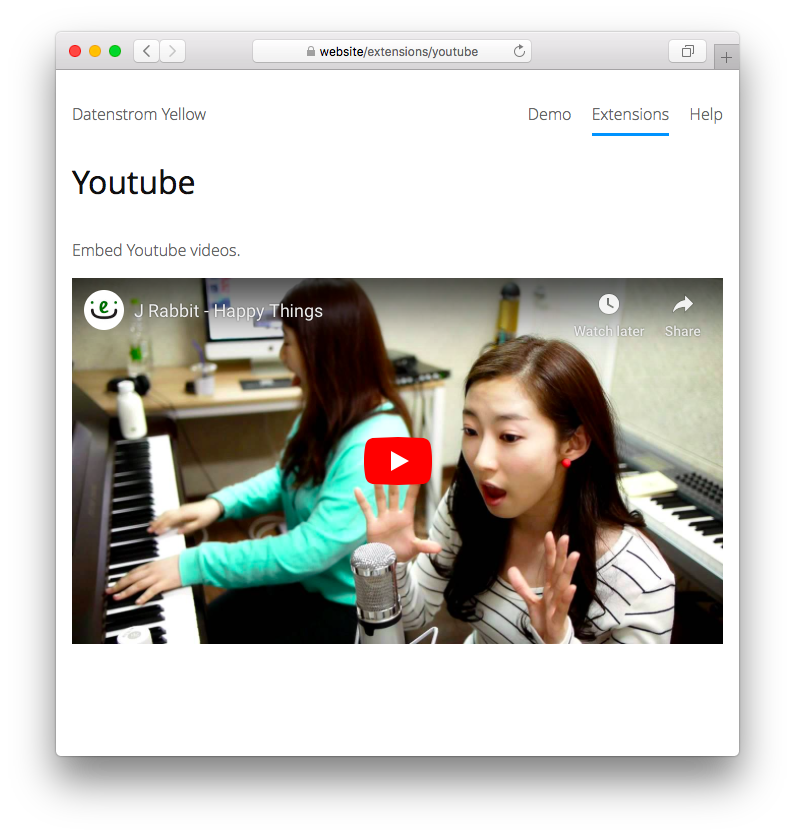 website/extensions/youtube
Datenstrom Yellow
Demo Extensions Help
Youtube
Embed Youtube videos.
e
J Rabbit - Happy Things
Watch later
Share